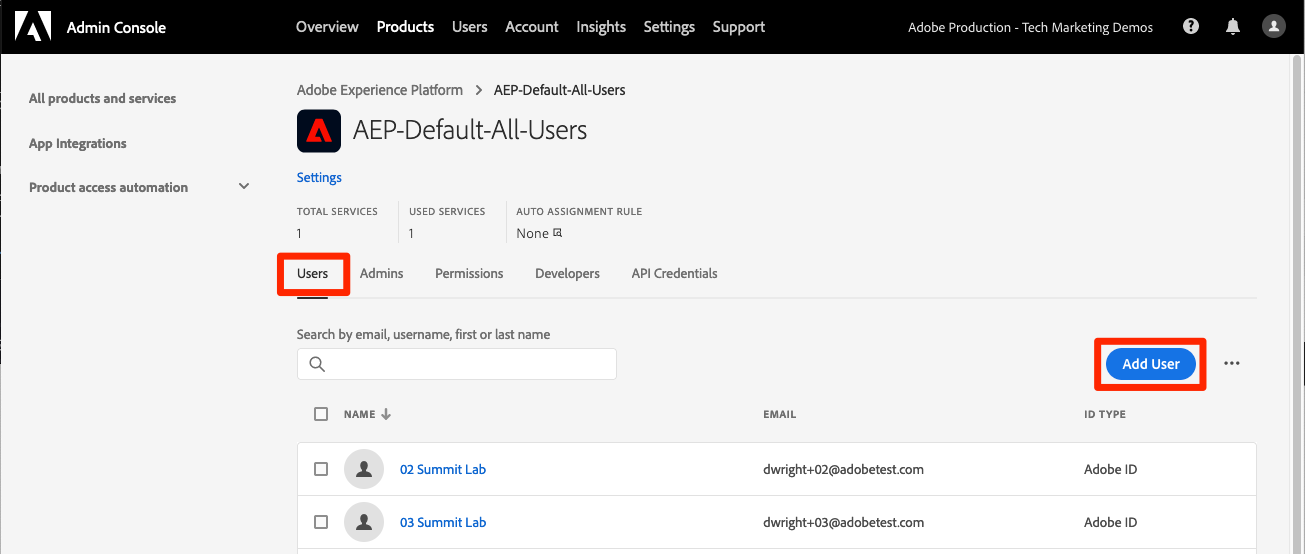 Admin Console Overview Products Users Account Insights Settings Support Adobe Production - Tech Marketing Demos
All products and services
App Integrations
Product access automation
Adobe Experience Platform > AEP-Default-All-Users
AEP-Default-All-Users
Settings
TOTAL SERVICES USED SERVICES AUTO ASSIGNMENT RULE
1 1 None
Users Admins Permissions Developers API Credentials
Search by email, username, first or last name
Add User ...
NAME EMAIL ID TYPE
02 Summit Lab dwright+02@adobetest.com Adobe ID
03 Summit Lab dwright+03@adobetest.com Adobe ID